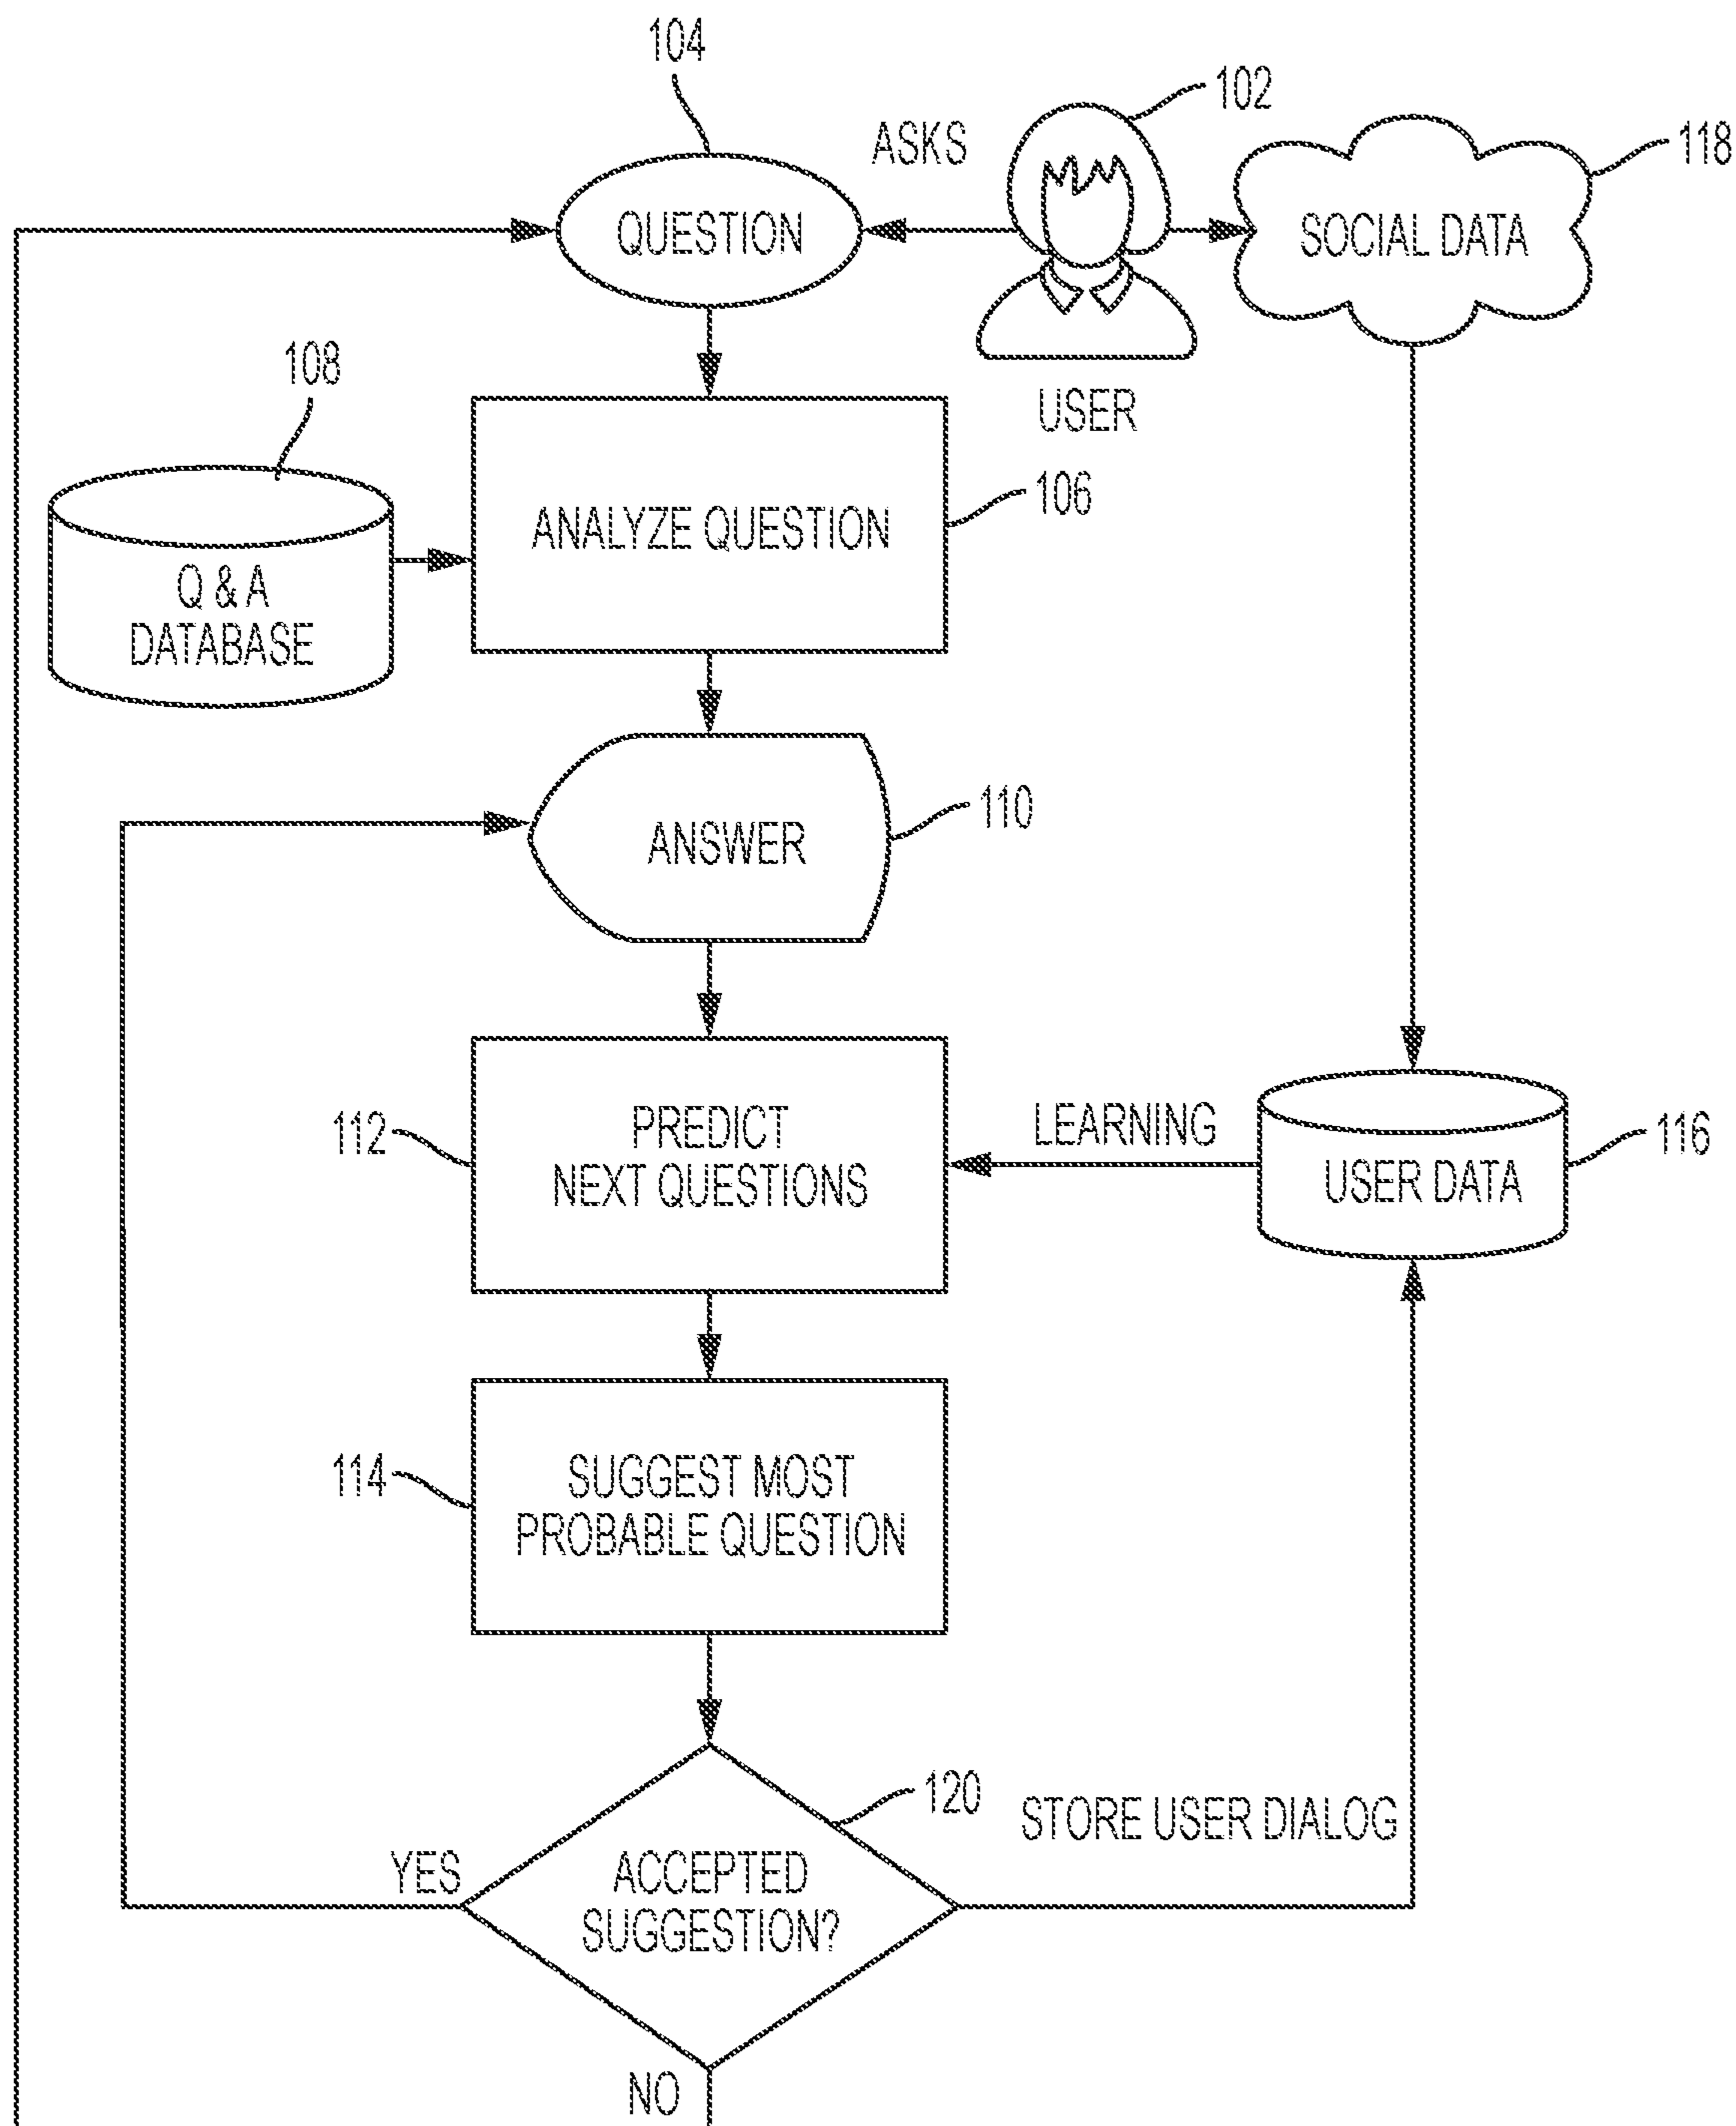 104
102
ASKS
118
QUESTION
SOCIAL DATA
108
USER
106
ANALYZE QUESTION
Q & A
DATABASE
110
ANSWER
112
PREDICT
NEXT QUESTIONS
LEARNING
116
USER DATA
114
SUGGEST MOST
PROBABLE QUESTION
120
STORE USER DIALOG
YES
ACCEPTED
SUGGESTION?
NO